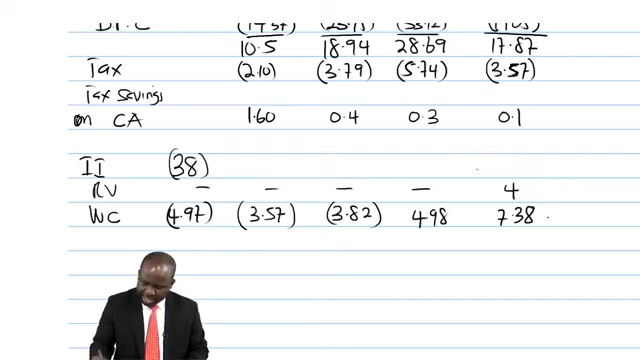 10.5 18.94 28.69 17.87
Tax (2.10) (3.79) (5.74) (3.57)
Tax Savings
on CA 1.60 0.4 0.3 0.1
II (38)
RV — — — — 4
WC (4.97) (3.57) (3.82) 4.98 7.38